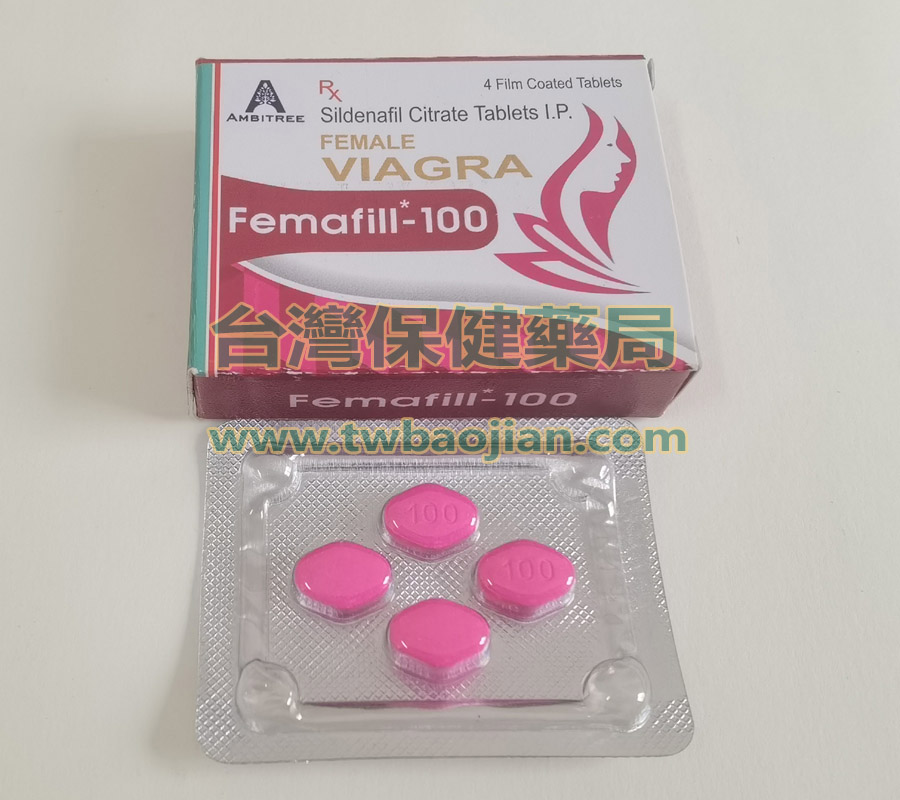 AMBITREE
Rx
4 Film Coated Tablets
Sildenafil Citrate Tablets I.P.
FEMALE
VIAGRA
Femafill*-100
台灣保健藥局
Femafill*-100
www.twbaojian.com
100
100